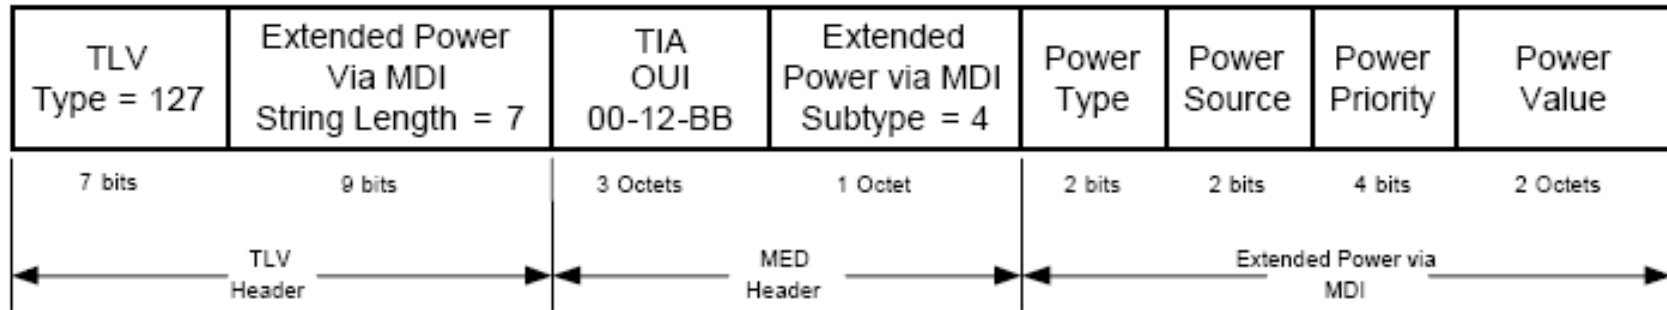 TLV
Type = 127
Extended Power
Via MDI
String Length = 7
TIA
OUI
00-12-BB
Extended
Power via MDI
Subtype = 4
Power
Type
Power
Source
Power
Priority
Power
Value
7 bits
9 bits
3 Octets
1 Octet
2 bits
2 bits
4 bits
2 Octets
TLV
Header
MED
Header
Extended Power via
MDI